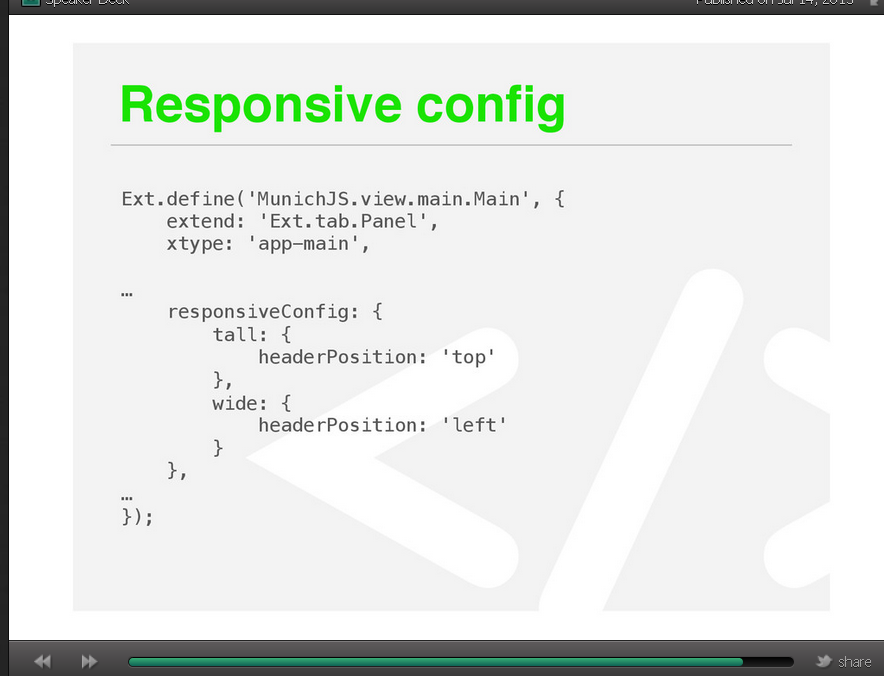 Speaker Deck
Published on Jul 14, 2015
Responsive config
Ext.define('MunichJS.view.main.Main', {
    extend: 'Ext.tab.Panel',
    xtype: 'app-main',
…
    responsiveConfig: {
        tall: {
            headerPosition: 'top'
        },
        wide: {
            headerPosition: 'left'
        }
    },
…
});
share